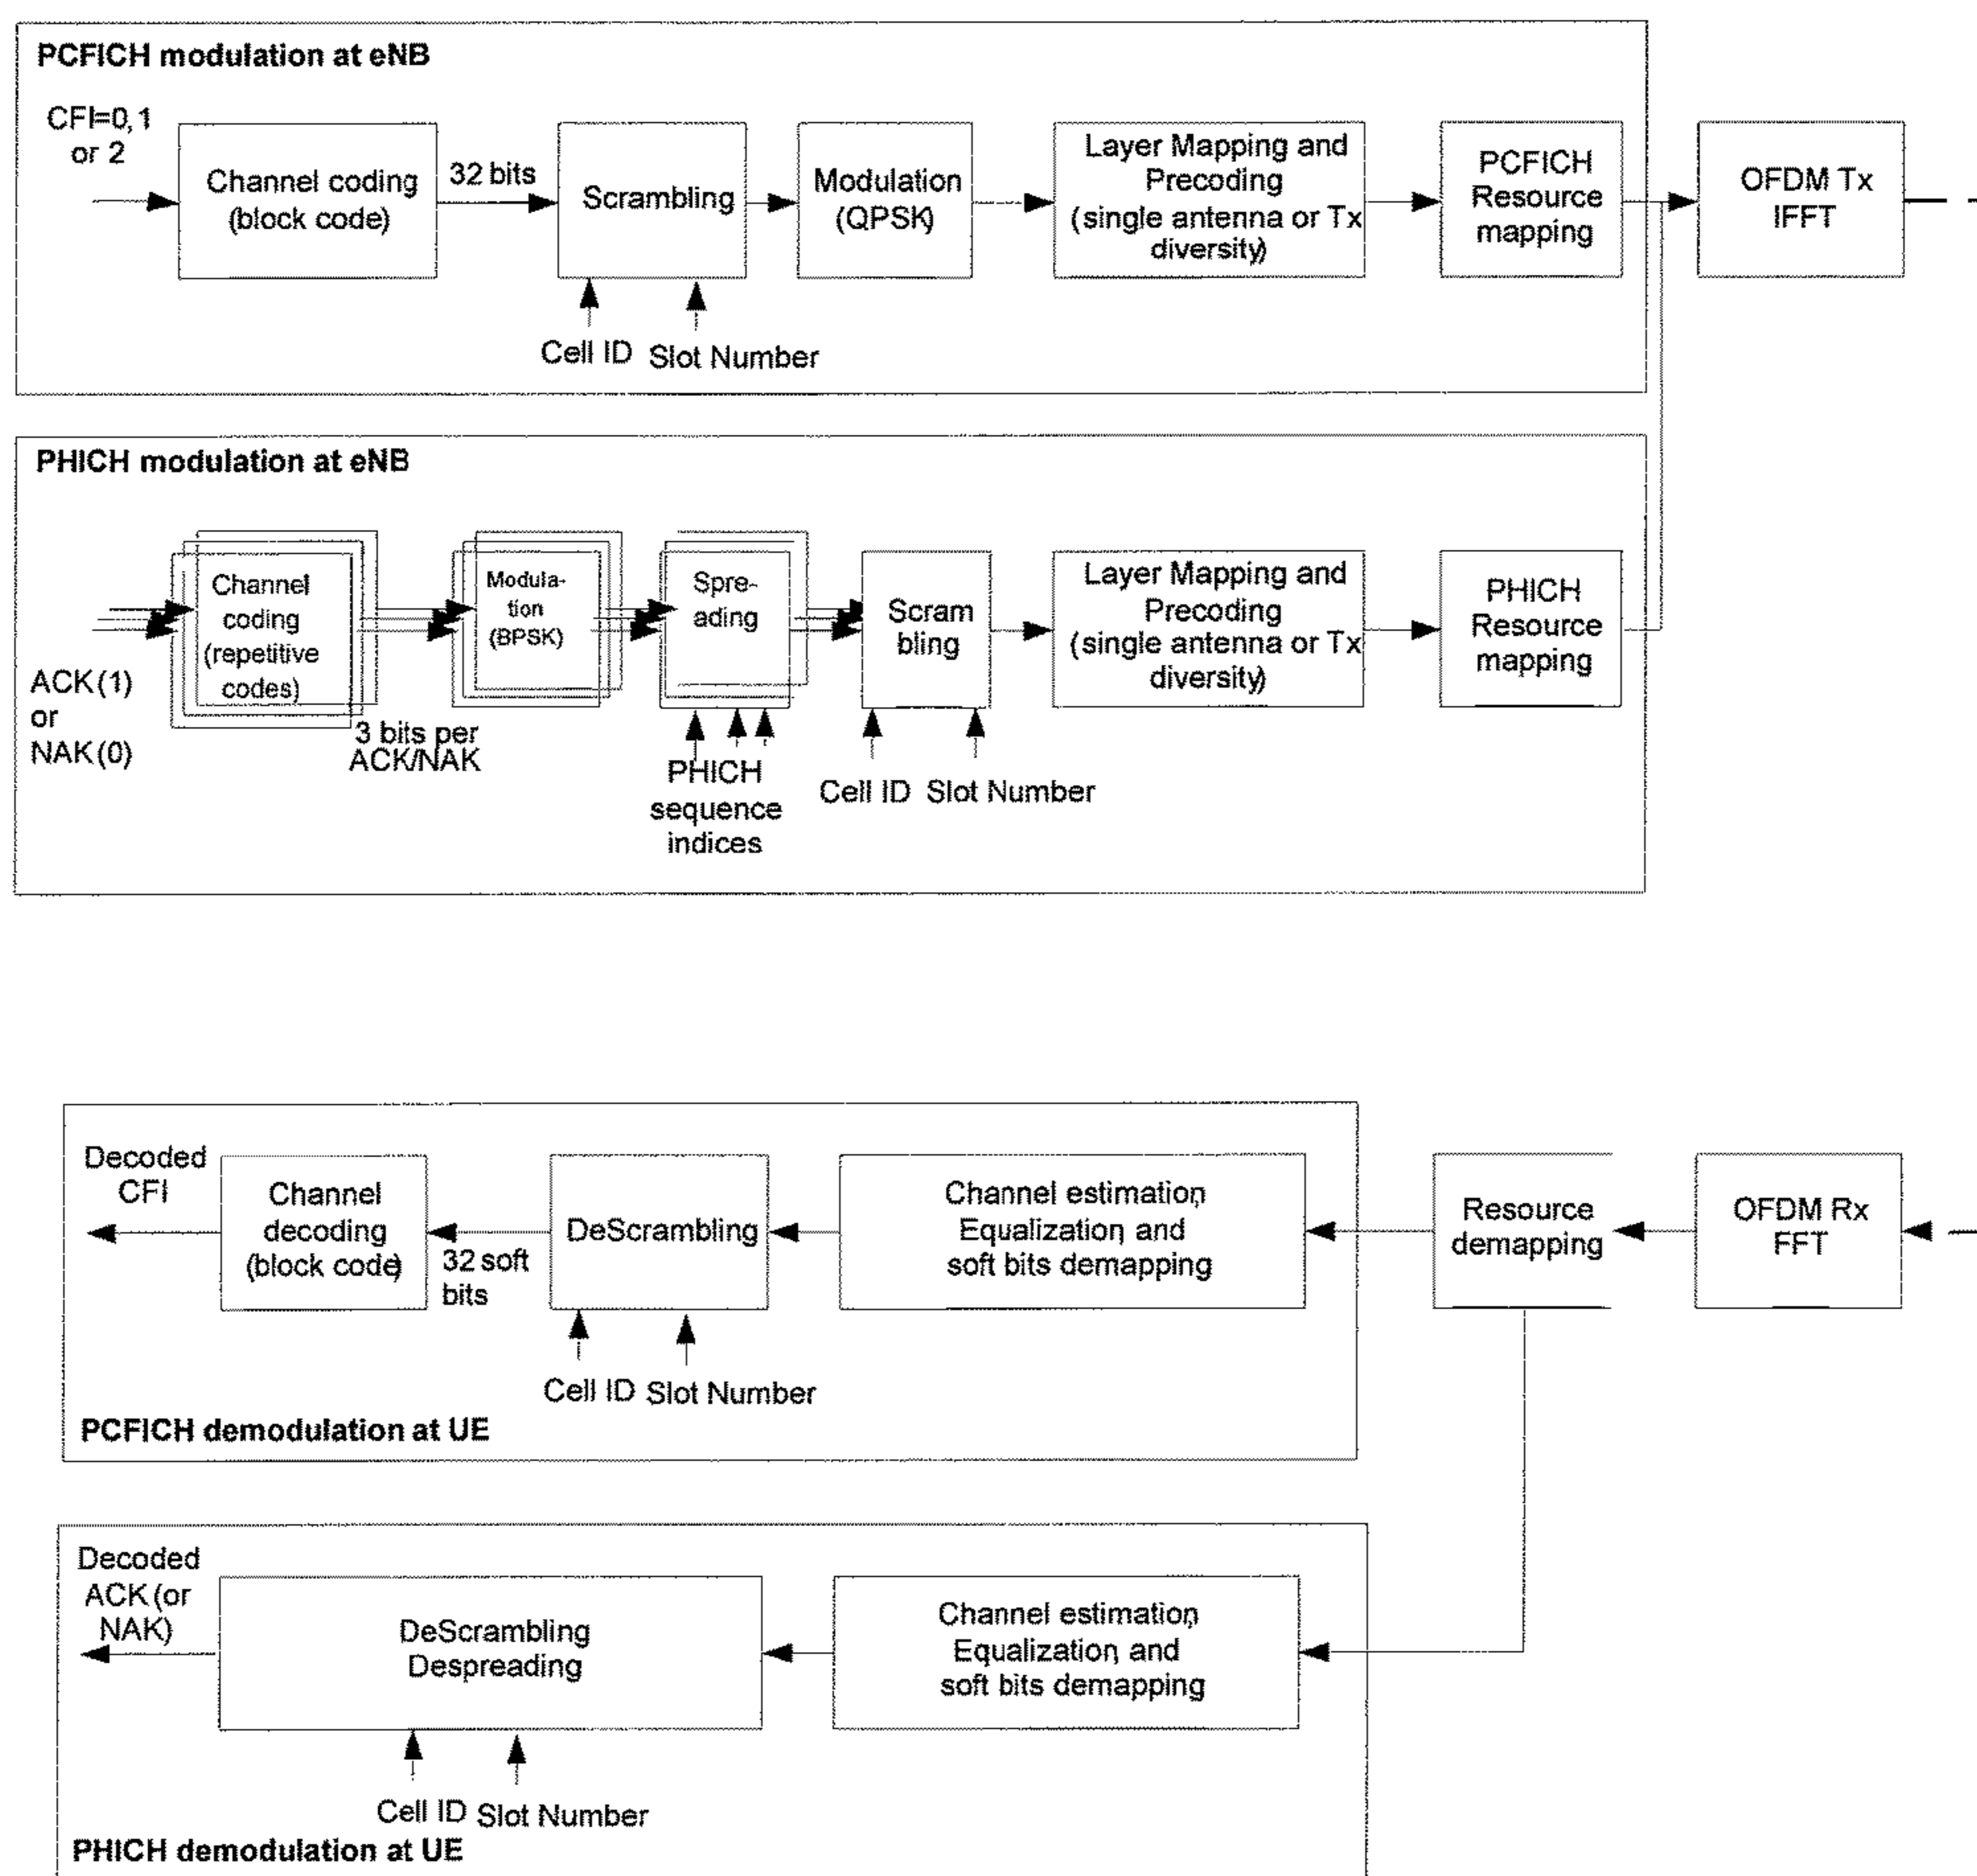 PCFICH modulation at eNB
CFI=0,1
or 2
Channel coding
(block code)
32 bits
Scrambling
Modulation
(QPSK)
Layer Mapping and
Precoding
(single antenna or Tx
diversity)
PCFICH
Resource
mapping
OFDM Tx
IFFT
Cell ID
Slot Number
PHICH modulation at eNB
ACK(1)
or
NAK(0)
Channel
coding
(repetitive
codes)
3 bits per
ACK/NAK
Modula-
tion
(BPSK)
Spre-
ading
PHICH
sequence
indices
Scram
bling
Cell ID
Slot Number
Layer Mapping and
Precoding
(single antenna or Tx
diversity)
PHICH
Resource
mapping
Decoded
CFI
Channel
decoding
(block code)
32 soft
bits
DeScrambling
Cell ID
Slot Number
Channel estimation,
Equalization, and
soft bits demapping
Resource
demapping
OFDM Rx
FFT
PCFICH demodulation at UE
Decoded
ACK(or
NAK)
DeScrambling
Despreading
Cell ID
Slot Number
Channel estimation,
Equalization, and
soft bits demapping
PHICH demodulation at UE